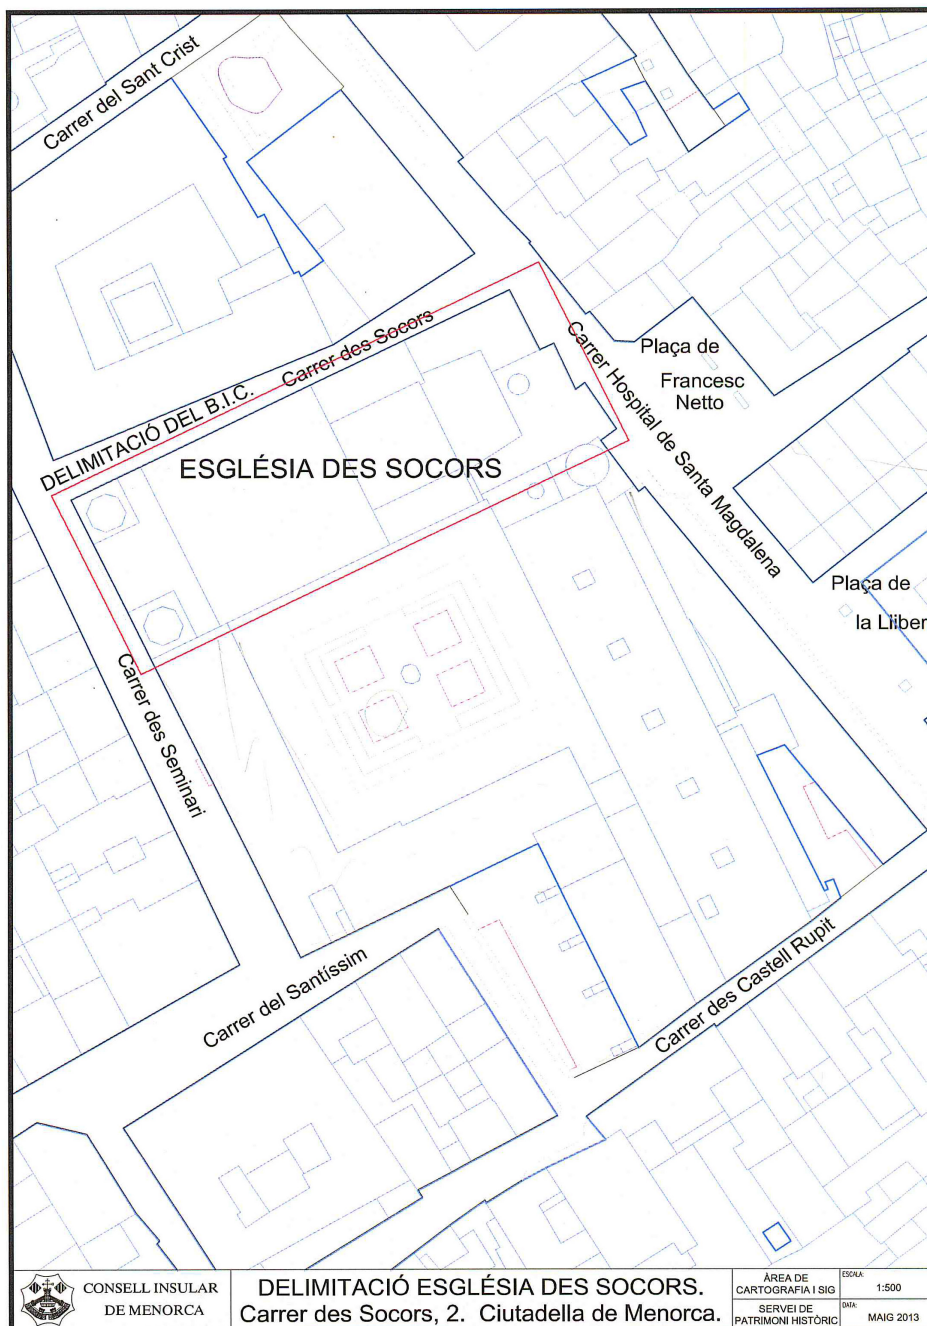 Carrer del Sant Crist
Carrer des Socors
DELIMITACIÓ DEL B.I.C.
Carrer Hospital de Santa Magdalena
Plaça de
Francesc
Netto
ESGLÉSIA DES SOCORS
Plaça de
la Lliber
Carrer des Seminari
Carrer del Santíssim
Carrer des Castell Rupit
CONSELL INSULAR
DE MENORCA
DELIMITACIÓ ESGLÉSIA DES SOCORS.
Carrer des Socors, 2. Ciutadella de Menorca.
ÀREA DE
CARTOGRAFIA I SIG
SERVEI DE
PATRIMONI HISTÒRIC
ESCALA:
1:500
DATA:
MAIG 2013